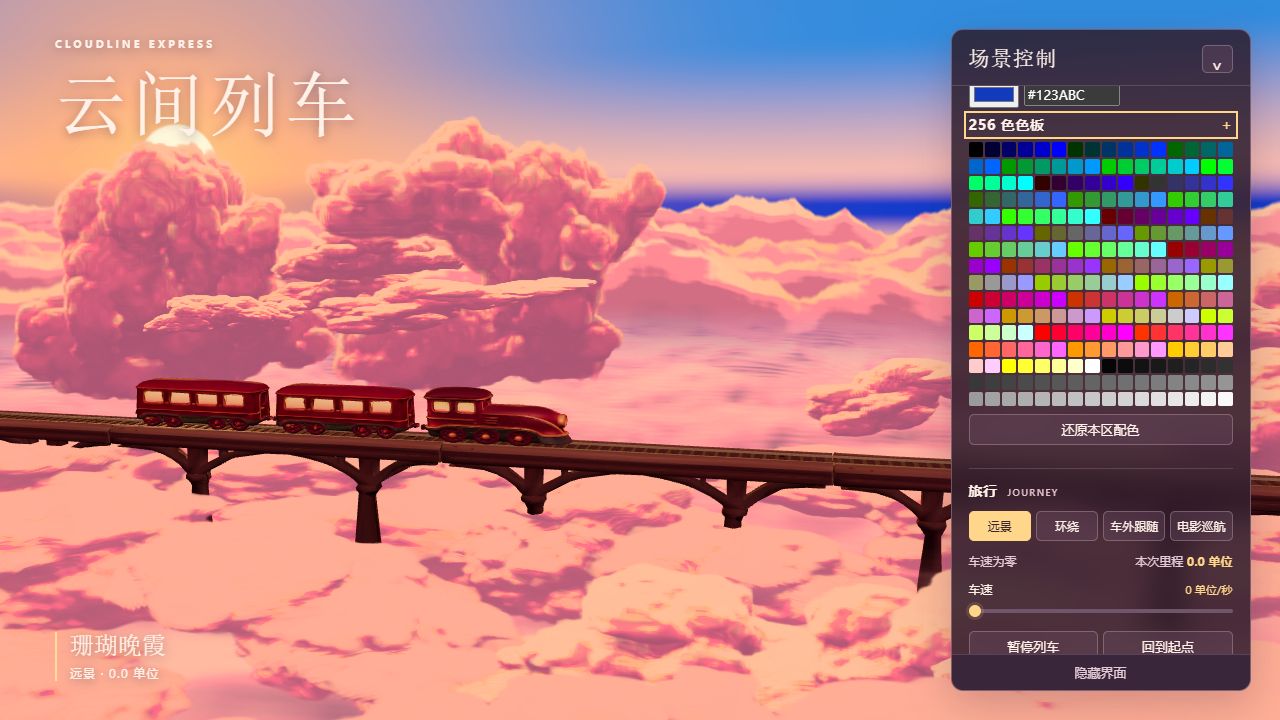 CLOUDLINE EXPRESS
云间列车
珊瑚晚霞
远景 · 0.0 单位
场景控制
v
#123ABC
256 色色板 +
还原本区配色
旅行 JOURNEY
远景 环绕 车外跟随 电影巡航
车速为零 本次里程 0.0 单位
车速 0 单位/秒
暂停列车 回到起点
隐藏界面